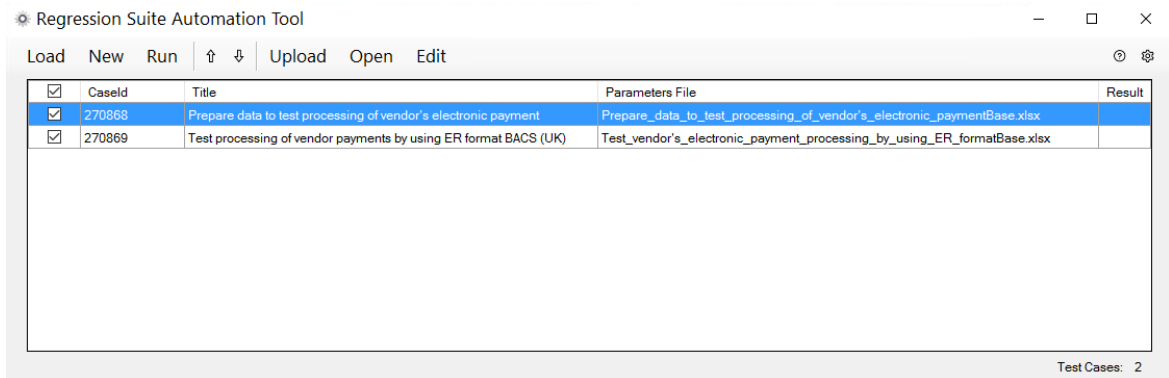 Regression Suite Automation Tool
Load New Run Upload Open Edit
CaseId Title Parameters File Result
270868 Prepare data to test processing of vendor's electronic payment Prepare_data_to_test_processing_of_vendor's_electronic_paymentBase.xlsx
270869 Test processing of vendor payments by using ER format BACS (UK) Test_vendor's_electronic_payment_processing_by_using_ER_formatBase.xlsx
Test Cases: 2